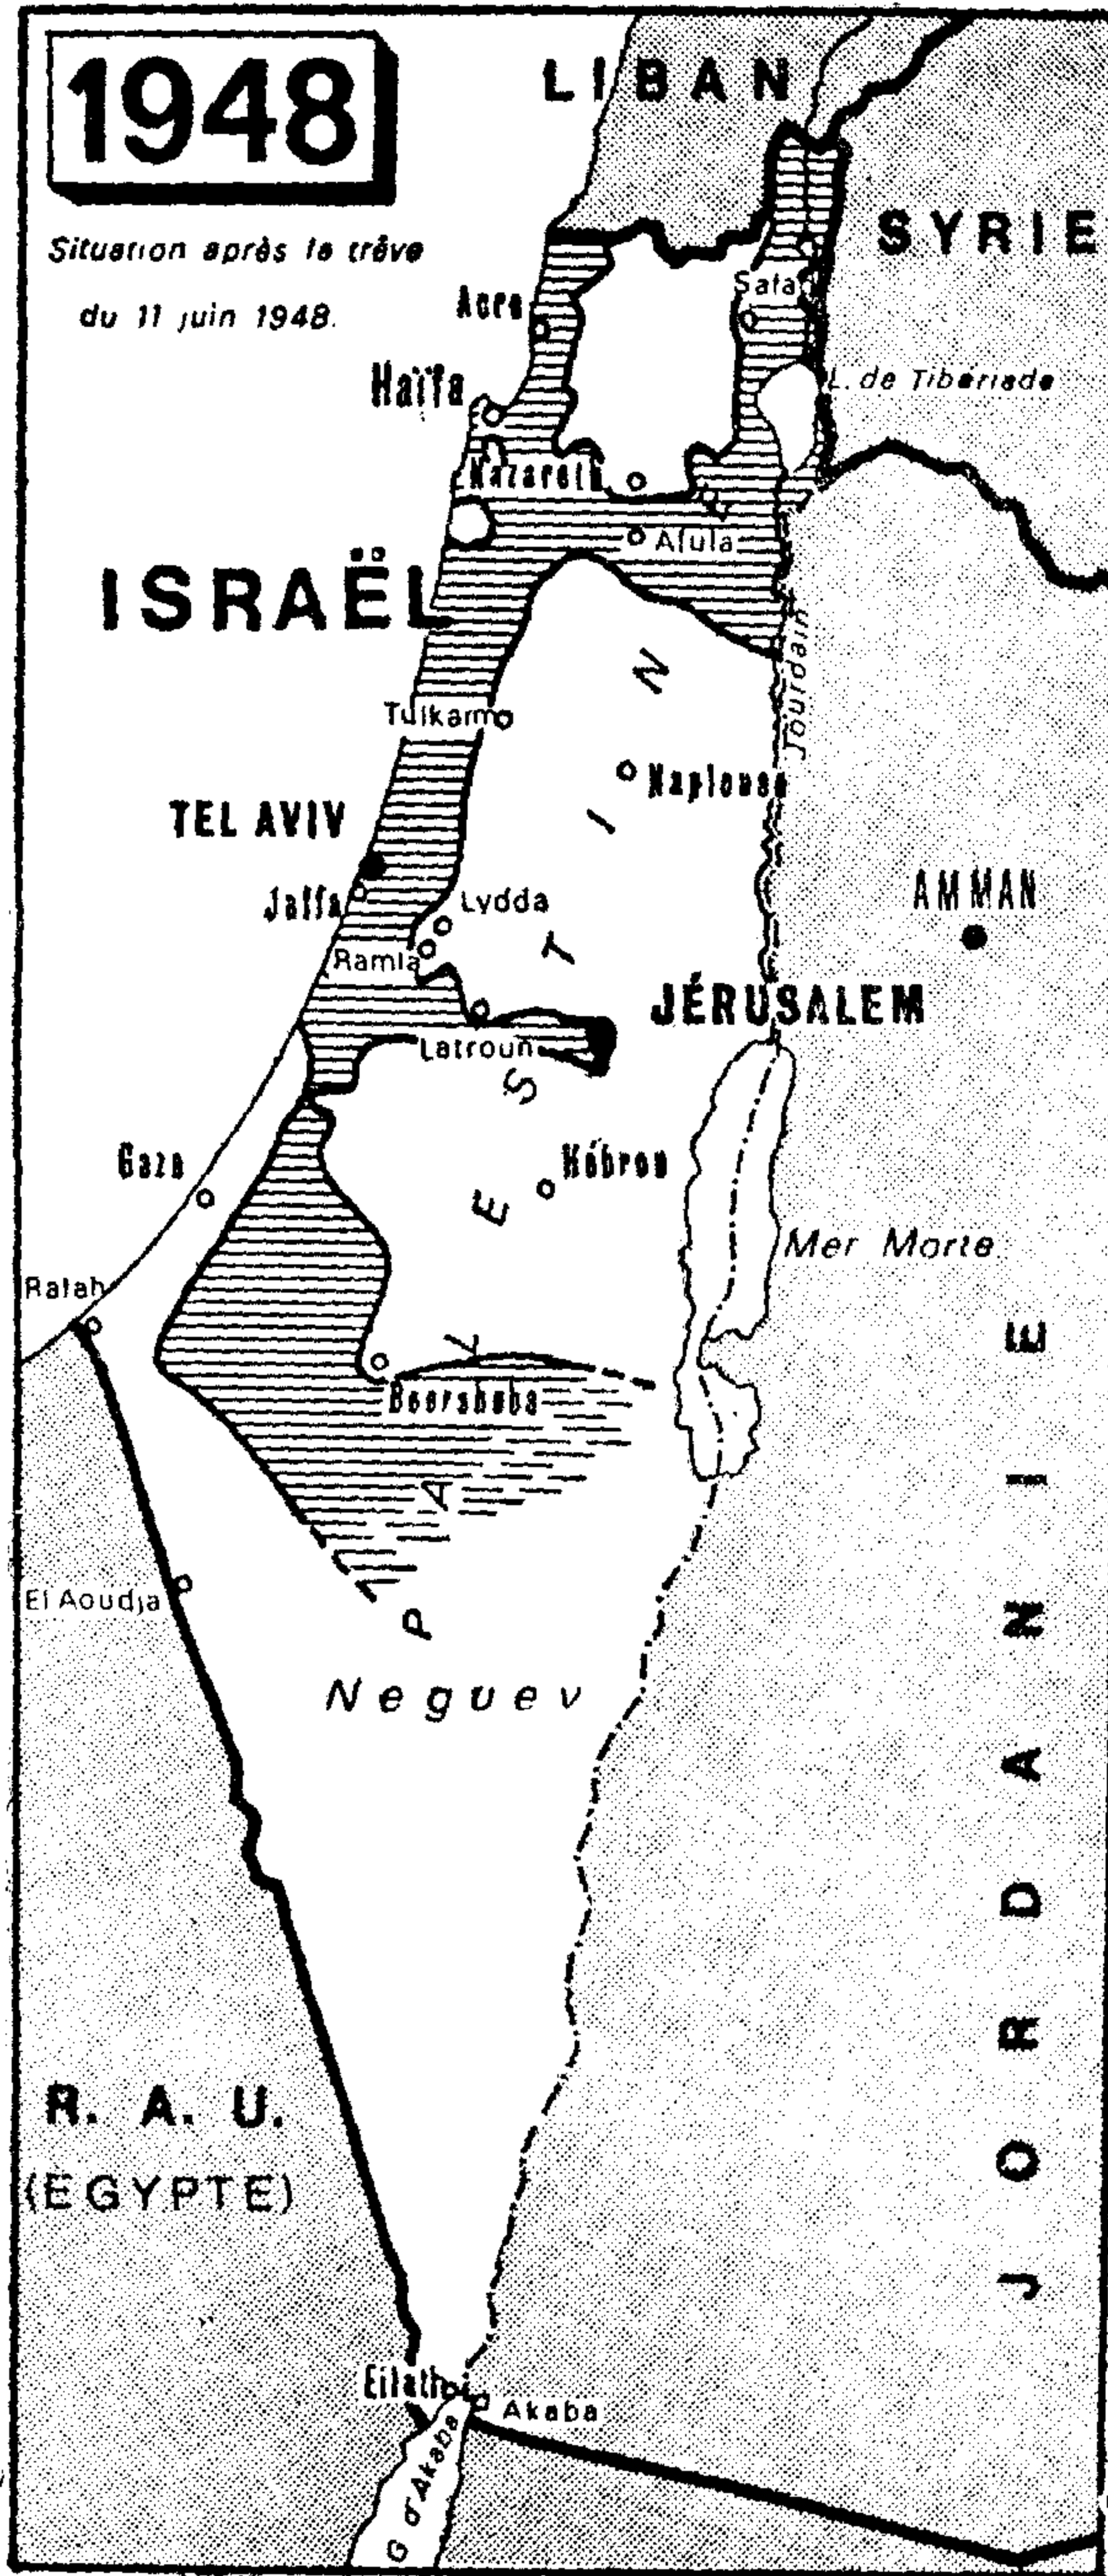 1948
LIBAN
SYRIE
Situation après la trêve
du 11 juin 1948.
Safa
Acre
L. de Tibériade
Haïfa
Nazareth
Afula
ISRAËL
Jourdain
Tulkarm
Naplouse
TEL AVIV
AMMAN
Jaffa
Lydda
Ramla
JÉRUSALEM
Latroun
Gaza
Hébron
Mer Morte
Rafah
Beersheba
PALESTIN
El Aoudja
Neguev
JORDANIE
R. A. U.
(EGYPTE)
Eilath
Akaba
G d'Akaba